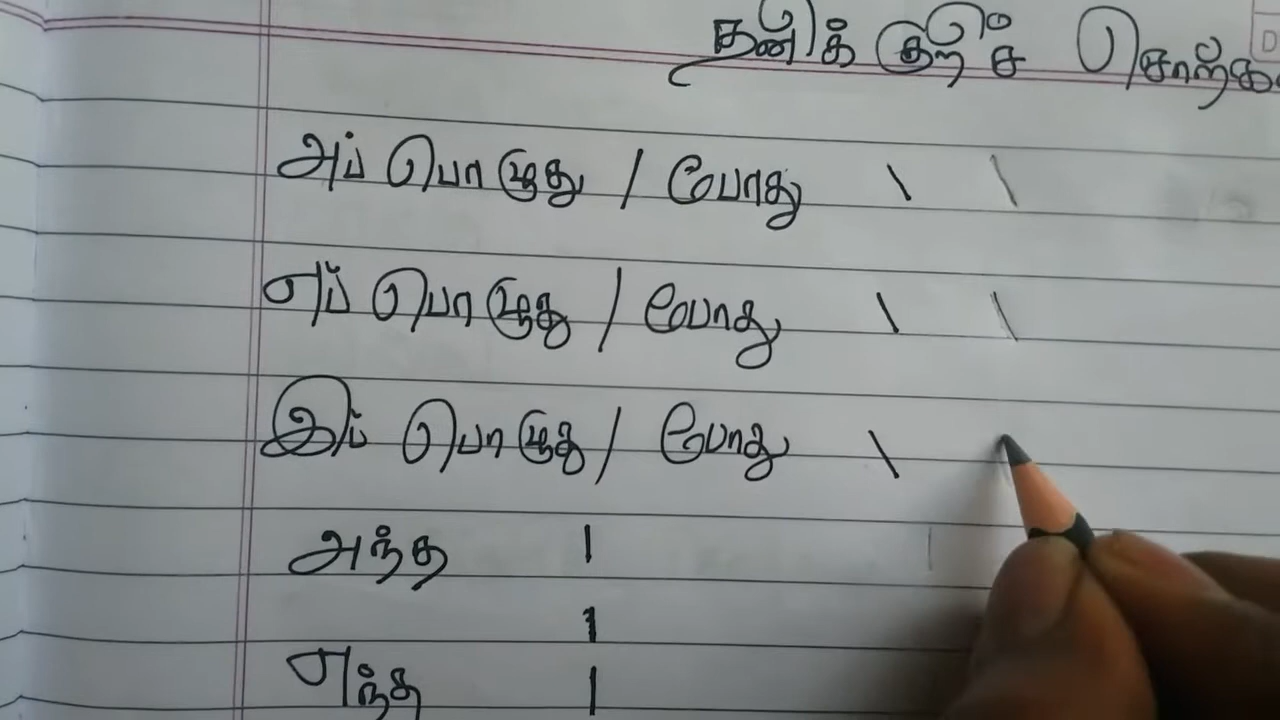 தனிக் குறிச் சொற்க
அப் பொழுது / போது \ \
எப் பொழுது / போது \ \
இப் பொழுது / போது \
அந்த |
|
எந்த |